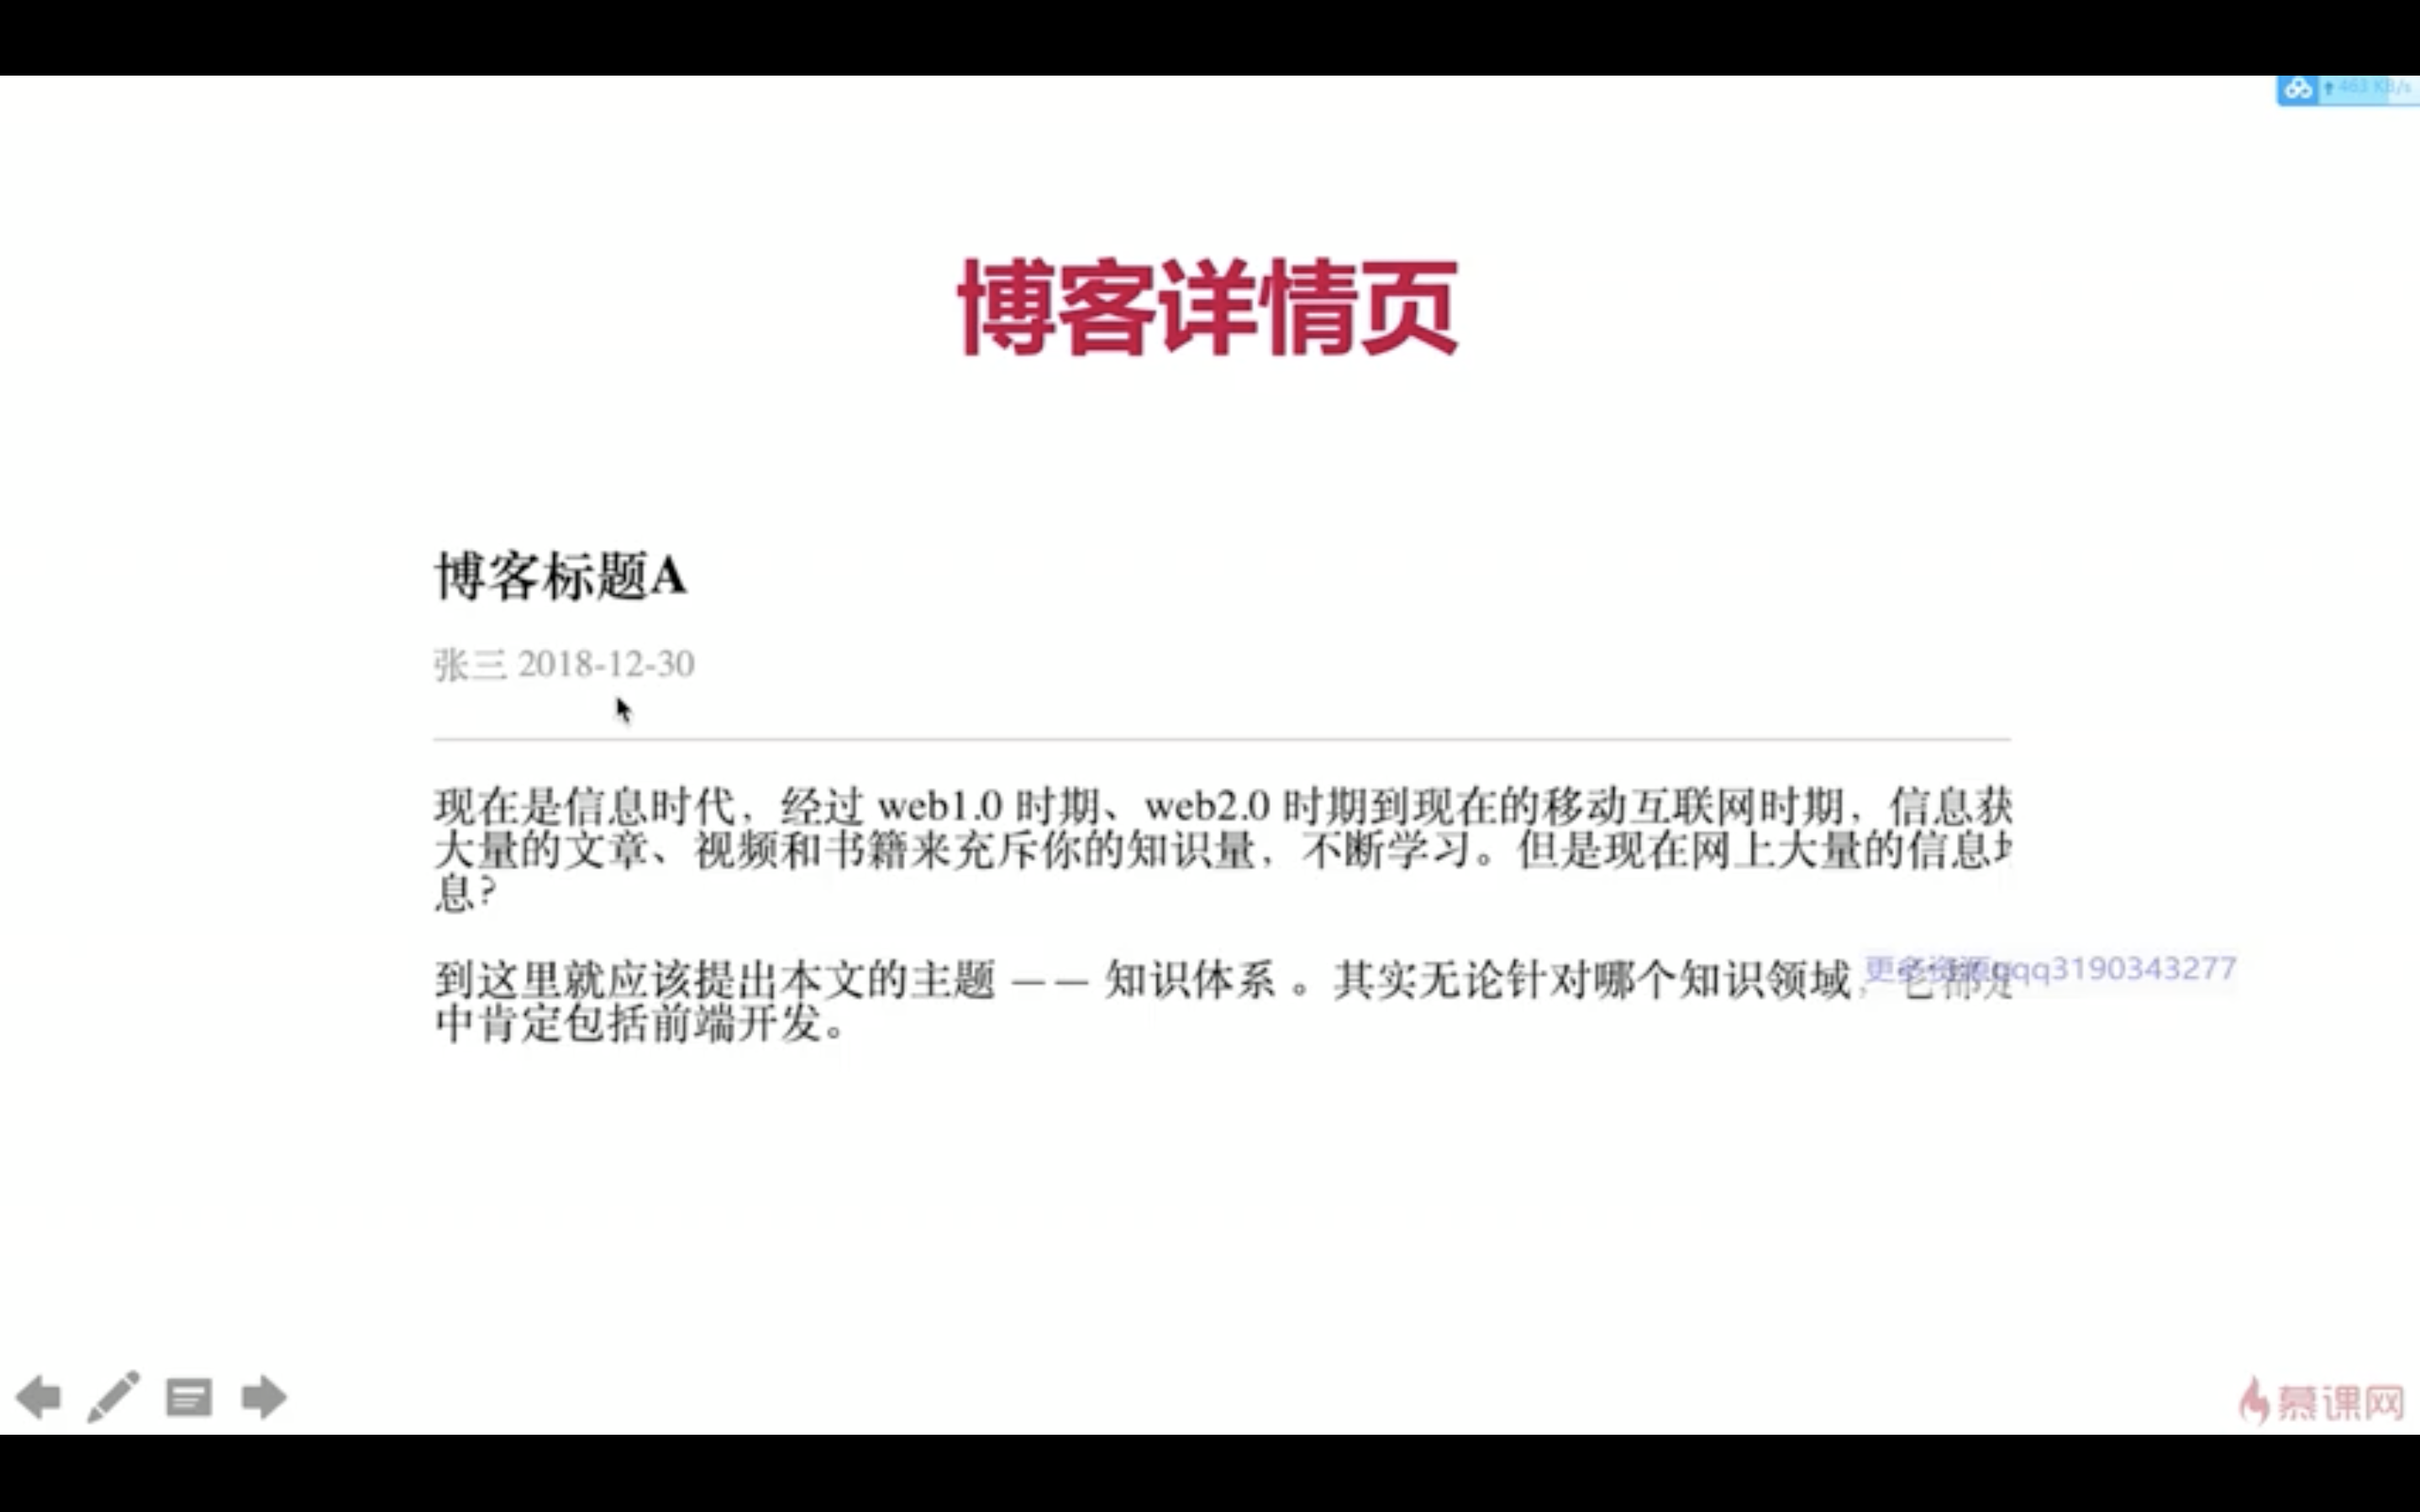 463 KB/s
博客详情页
博客标题A
张三 2018-12-30
现在是信息时代，经过 web1.0 时期、web2.0 时期到现在的移动互联网时期，信息获
大量的文章、视频和书籍来充斥你的知识量，不断学习。但是现在网上大量的信息
息？
到这里就应该提出本文的主题 —— 知识体系 。其实无论针对哪个知识领域，它都是
更多资源qqq3190343277
中肯定包括前端开发。
慕课网